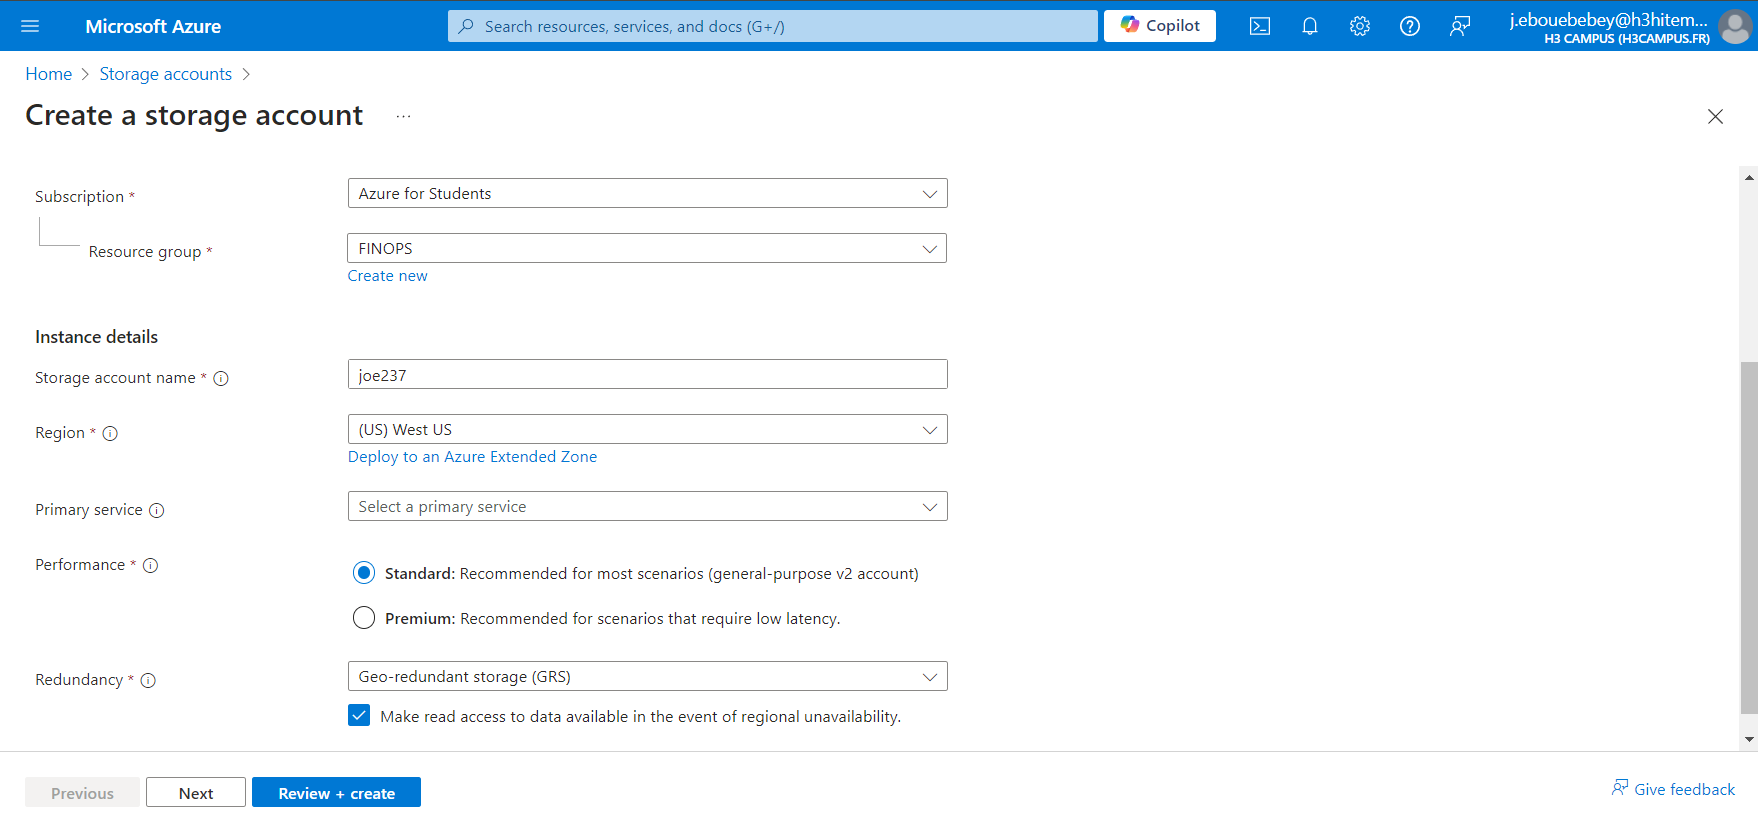 Microsoft Azure
Search resources, services, and docs (G+/)
Copilot
j.ebouebebey@h3hitem...
H3 CAMPUS (H3CAMPUS.FR)
Home > Storage accounts >
Create a storage account ...
Subscription *
Azure for Students
Resource group *
FINOPS
Create new
Instance details
Storage account name *
joe237
Region *
(US) West US
Deploy to an Azure Extended Zone
Primary service
Select a primary service
Performance *
Standard: Recommended for most scenarios (general-purpose v2 account)
Premium: Recommended for scenarios that require low latency.
Redundancy *
Geo-redundant storage (GRS)
Make read access to data available in the event of regional unavailability.
Previous
Next
Review + create
Give feedback